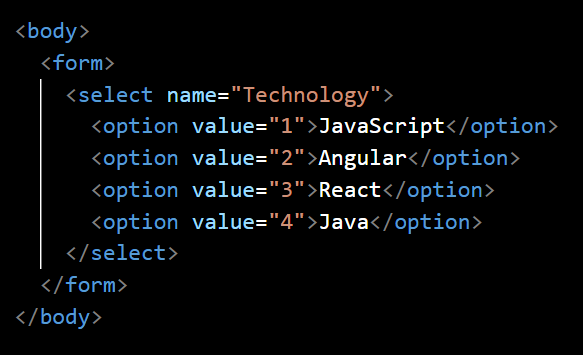 <body>
<form>
<select name="Technology">
<option value="1">JavaScript</option>
<option value="2">Angular</option>
<option value="3">React</option>
<option value="4">Java</option>
</select>
</form>
</body>